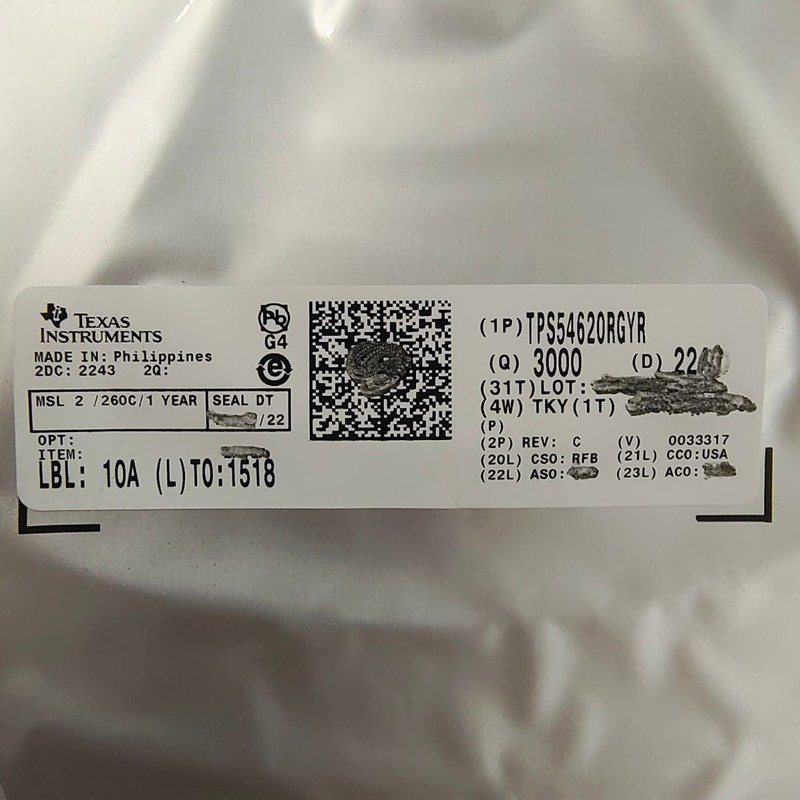 TEXAS
INSTRUMENTS
MADE IN: Philippines
2DC: 2243 2Q:
Pb
G4
e
MSL 2 /260C/1 YEAR
SEAL DT
/22
OPT:
ITEM:
LBL: 10A (L)TO:1518
(1P)TPS54620RGYR
(Q) 3000 (D) 22
(31T)LOT:
(4W) TKY(1T)
(P)
(2P) REV: C (V) 0033317
(20L) CSO: RFB (21L) CCO:USA
(22L) ASO: (23L) ACO: